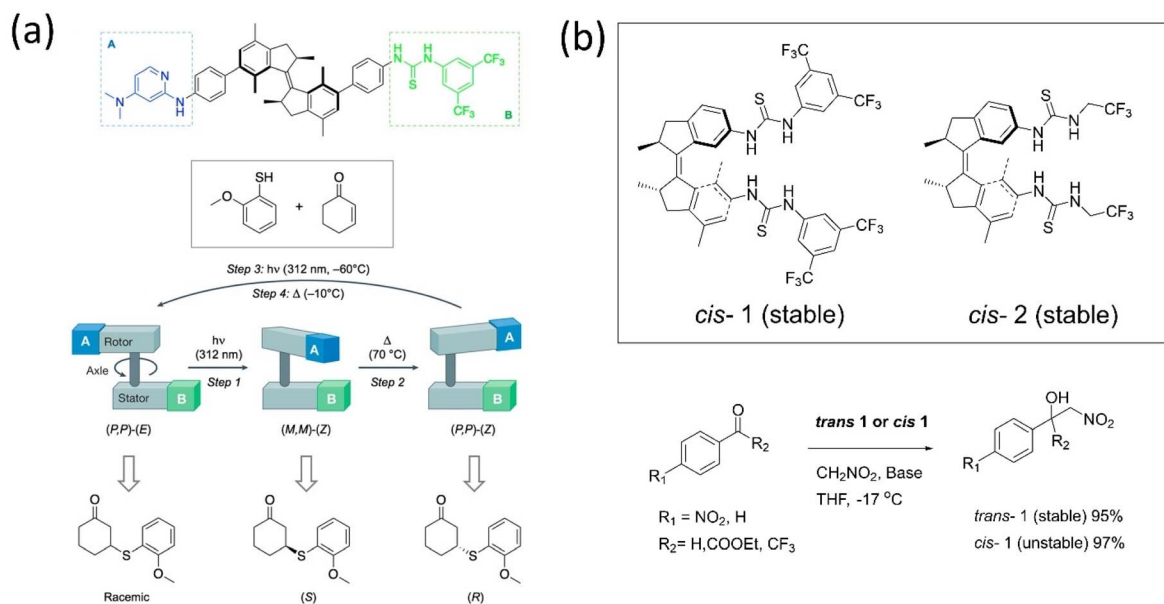 (a)
A
N
N
N
H
H
N
H
N
S
CF3
CF3
B
SH
O
+
O
Step 3: hν (312 nm, –60°C)
Step 4: Δ (–10°C)
A
Rotor
Axle
Stator
B
hν
(312 nm)
Step 1
A
B
Δ
(70 °C)
Step 2
A
B
(P,P)-(E)
(M,M)-(Z)
(P,P)-(Z)
O
S
O
Racemic
O
S
O
(S)
O
S
O
(R)
(b)
F3C
CF3
S
N
H
N
H
H
N
H
N
S
CF3
F3C
cis- 1 (stable)
S
N
H
NH
CF3
H
N
H
N
S
CF3
cis- 2 (stable)
O
R2
R1
R1 = NO2, H
R2= H,COOEt, CF3
trans 1 or cis 1
CH2NO2, Base
THF, -17 °C
OH
NO2
R2
R1
trans- 1 (stable) 95%
cis- 1 (unstable) 97%